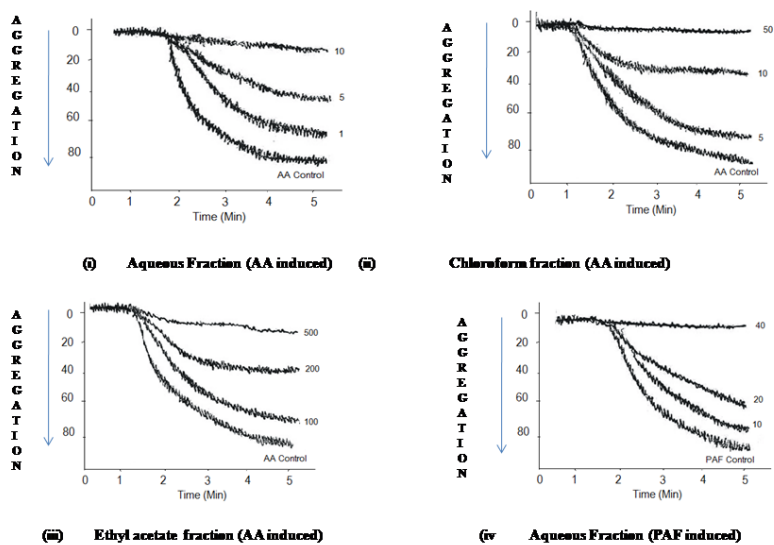 AGGREGATION
0
20
40
60
80
10
5
1
AA Control
0 1 2 3 4 5
Time (Min)
AGGREGATION
0
20
40
60
80
50
10
5
AA Control
0 1 2 3 4 5
Time (Min)
(i) Aqueous Fraction (AA induced) (ii) Chloroform fraction (AA induced)
AGGREGATION
0
20
40
60
80
500
200
100
AA Control
0 1 2 3 4 5
Time (Min)
AGGREGATION
0
20
40
60
80
40
20
10
PAF Control
0 1 2 3 4 5
Time (Min)
(iii) Ethyl acetate fraction (AA induced) (iv Aqueous Fraction (PAF induced)